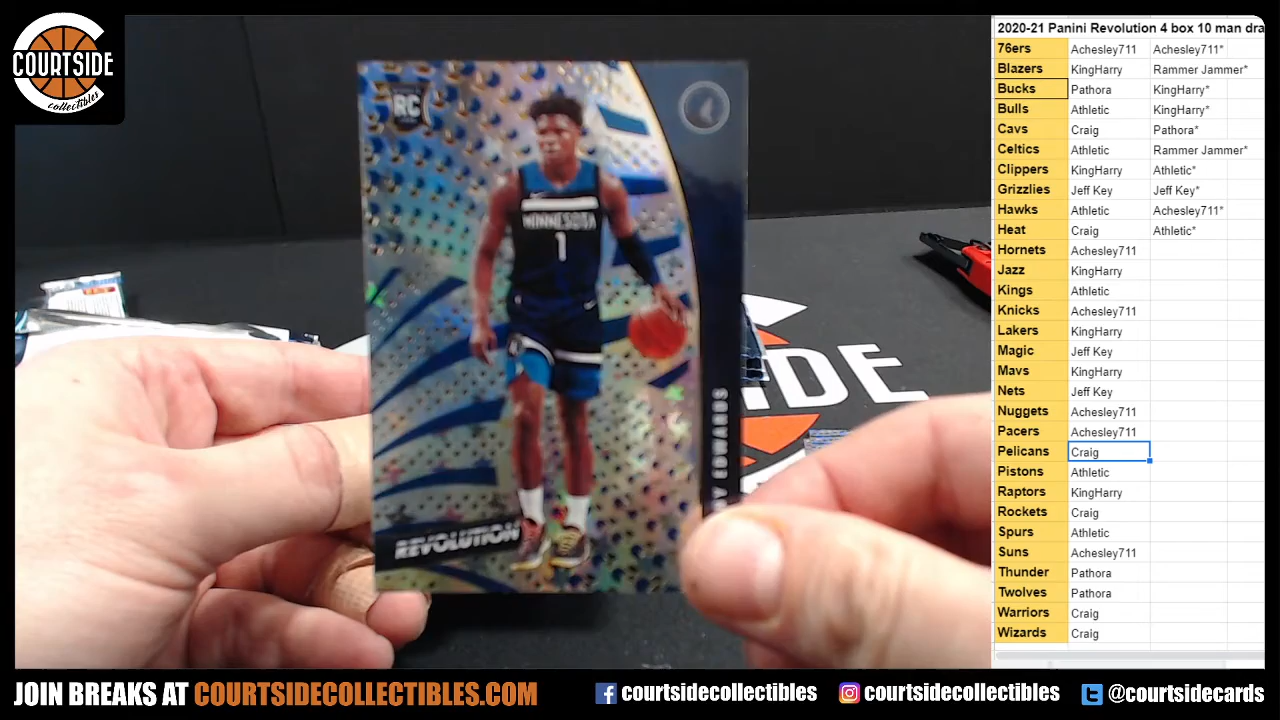 COURTSIDE
collectibles
RC
MINNESOTA
1
EDWARDS
REVOLUTION
IDE
2020-21 Panini Revolution 4 box 10 man dra
76ers Achesley711 Achesley711*
Blazers KingHarry Rammer Jammer*
Bucks Pathora KingHarry*
Bulls Athletic KingHarry*
Cavs Craig Pathora*
Celtics Athletic Rammer Jammer*
Clippers KingHarry Athletic*
Grizzlies Jeff Key Jeff Key*
Hawks Athletic Achesley711*
Heat Craig Athletic*
Hornets Achesley711
Jazz KingHarry
Kings Athletic
Knicks Achesley711
Lakers KingHarry
Magic Jeff Key
Mavs KingHarry
Nets Jeff Key
Nuggets Achesley711
Pacers Achesley711
Pelicans Craig
Pistons Athletic
Raptors KingHarry
Rockets Craig
Spurs Athletic
Suns Achesley711
Thunder Pathora
Twolves Pathora
Warriors Craig
Wizards Craig
JOIN BREAKS AT COURTSIDECOLLECTIBLES.COM courtsidecollectibles courtsidecollectibles @courtsidecards